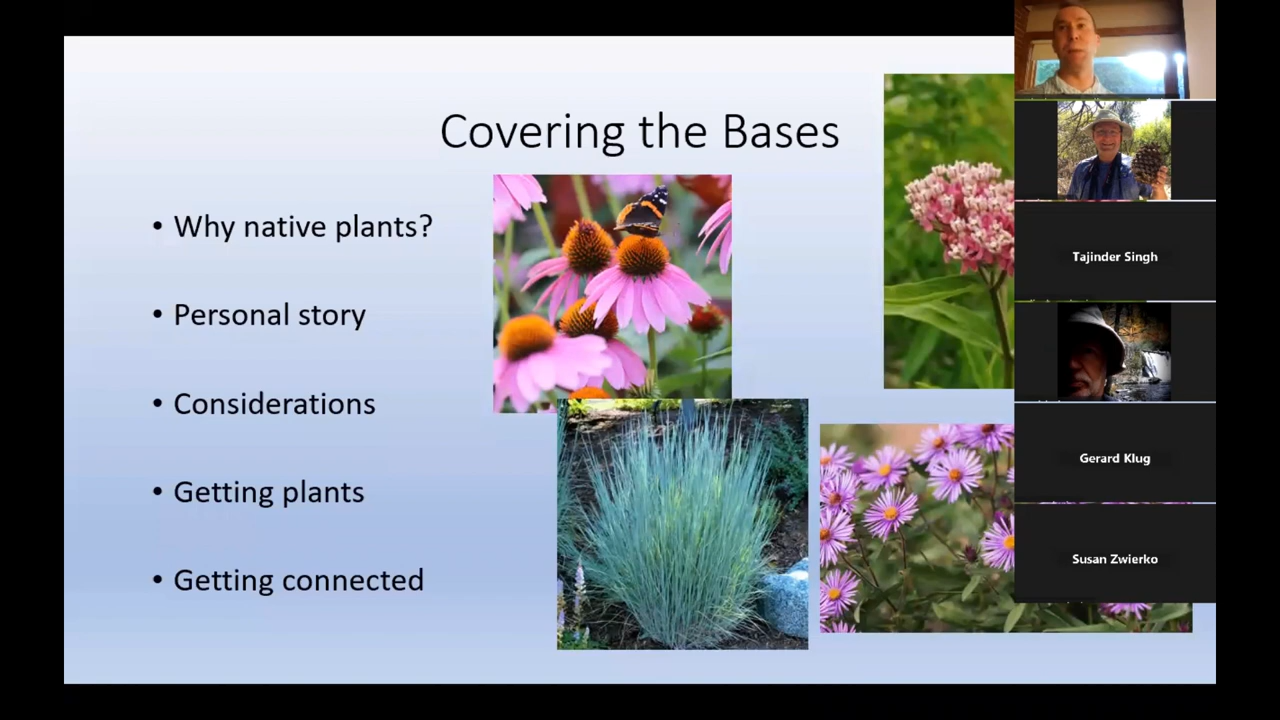 Covering the Bases
• Why native plants?
• Personal story
• Considerations
• Getting plants
• Getting connected
Tajinder Singh
Gerard Klug
Susan Zwierko